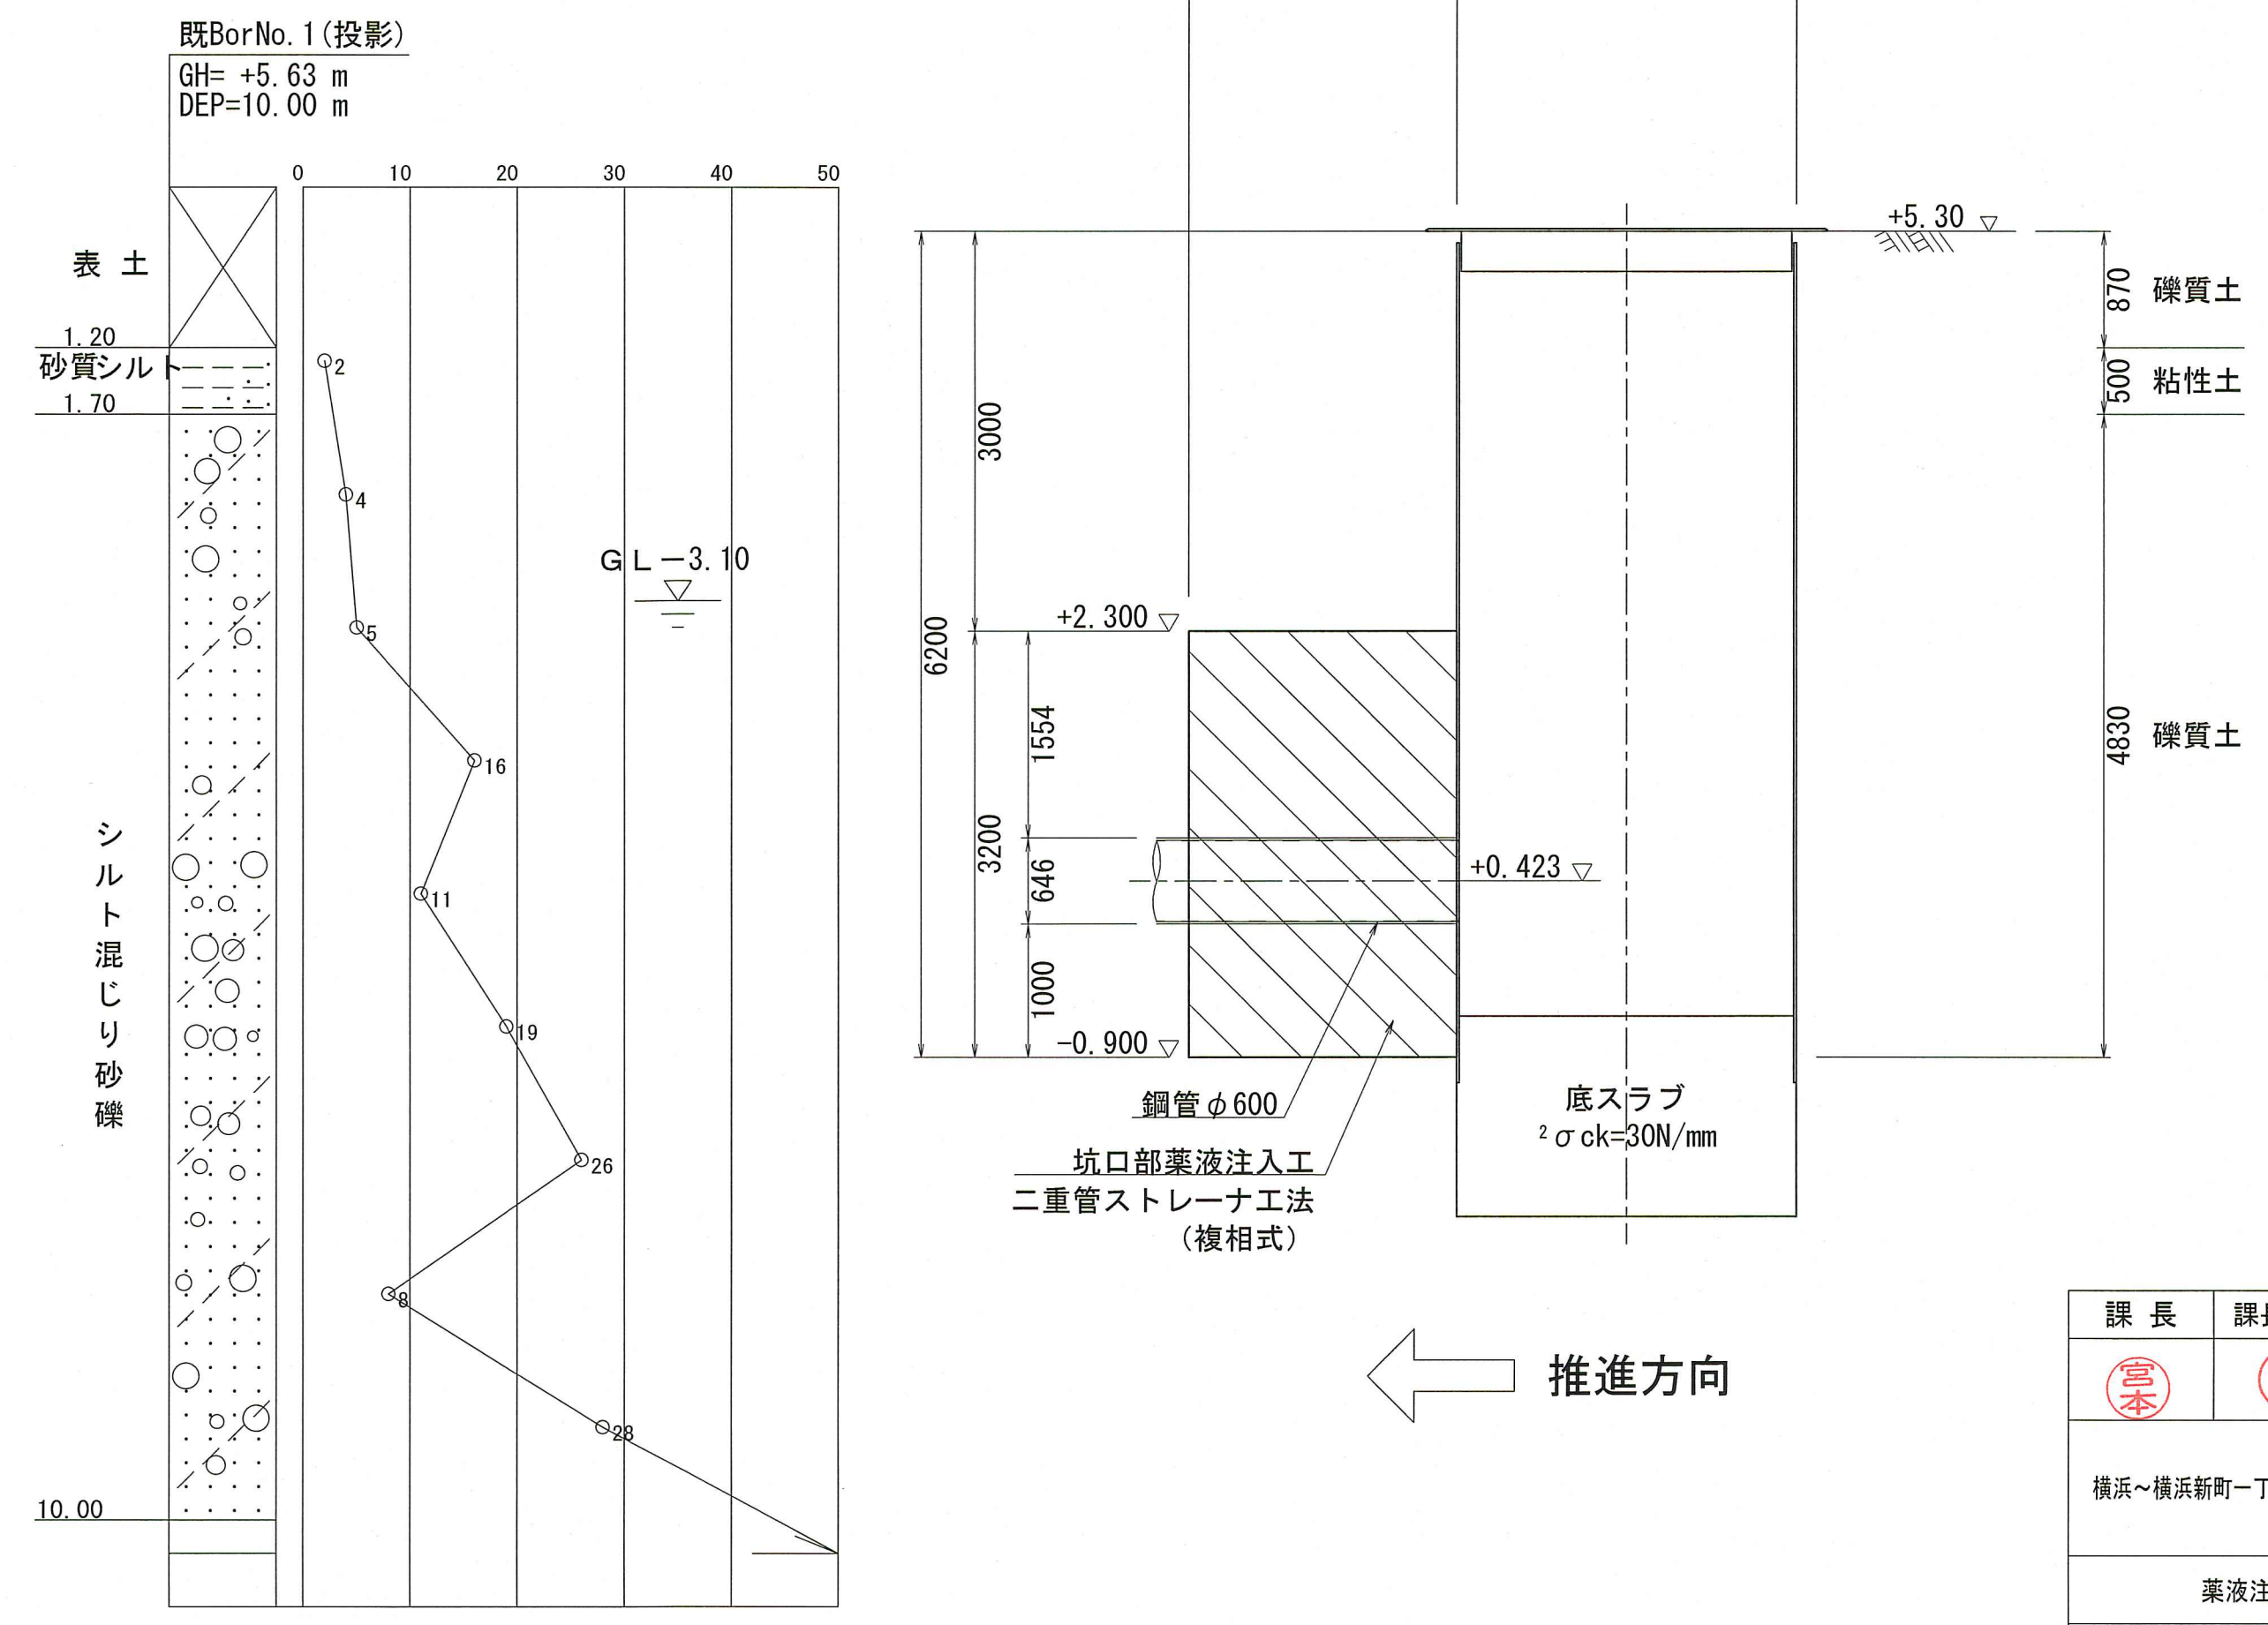 既BorNo.1(投影)
GH= +5.63 m
DEP=10.00 m
0 10 20 30 40 50
表 土
1.20
砂質シルト
1.70
シルト混じり砂礫
10.00
2
4
5
16
11
19
26
8
28
GL-3.10
+5.30
870 礫質土
500 粘性土
4830 礫質土
6200
3000
3200
1554
646
1000
+2.300
+0.423
-0.900
鋼管φ600
坑口部薬液注入工
二重管ストレーナ工法
(複相式)
底スラブ
²σck=30N/mm
推進方向
課 長
宮本
横浜~横浜新町一丁
薬液注